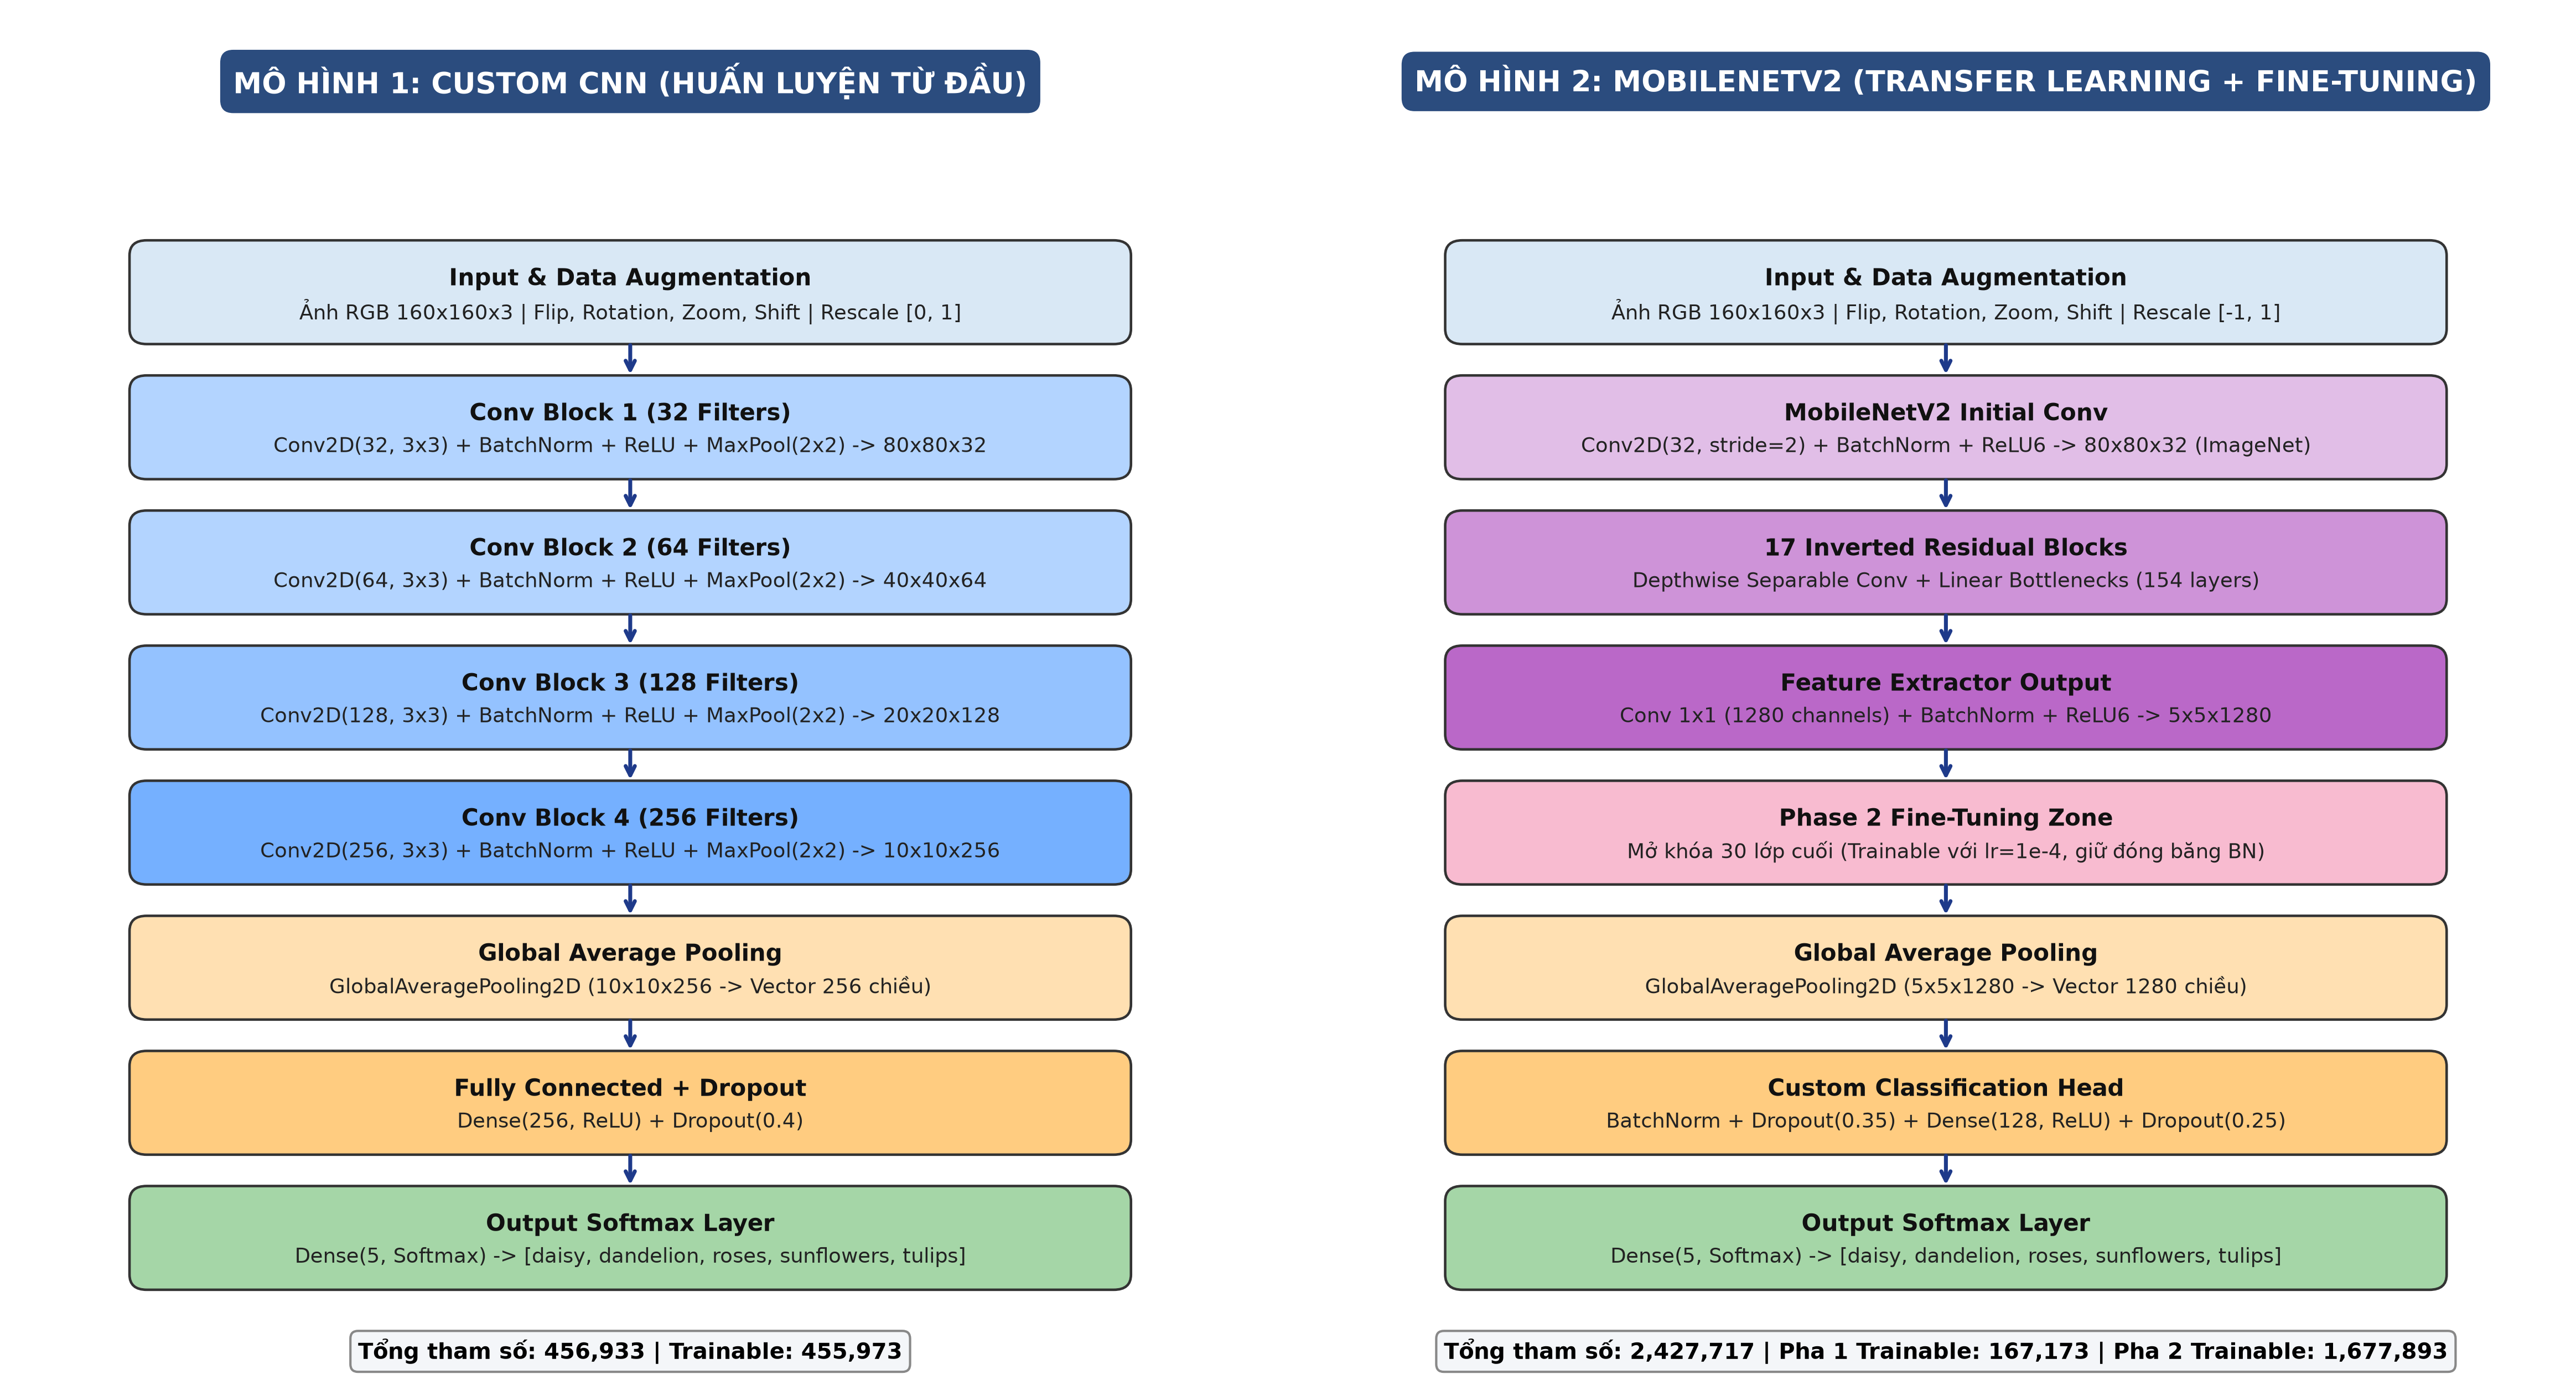 MÔ HÌNH 1: CUSTOM CNN (HUẤN LUYỆN TỪ ĐẦU)
Input & Data Augmentation
Ảnh RGB 160x160x3 | Flip, Rotation, Zoom, Shift | Rescale [0, 1]
Conv Block 1 (32 Filters)
Conv2D(32, 3x3) + BatchNorm + ReLU + MaxPool(2x2) -> 80x80x32
Conv Block 2 (64 Filters)
Conv2D(64, 3x3) + BatchNorm + ReLU + MaxPool(2x2) -> 40x40x64
Conv Block 3 (128 Filters)
Conv2D(128, 3x3) + BatchNorm + ReLU + MaxPool(2x2) -> 20x20x128
Conv Block 4 (256 Filters)
Conv2D(256, 3x3) + BatchNorm + ReLU + MaxPool(2x2) -> 10x10x256
Global Average Pooling
GlobalAveragePooling2D (10x10x256 -> Vector 256 chiều)
Fully Connected + Dropout
Dense(256, ReLU) + Dropout(0.4)
Output Softmax Layer
Dense(5, Softmax) -> [daisy, dandelion, roses, sunflowers, tulips]
Tổng tham số: 456,933 | Trainable: 455,973
MÔ HÌNH 2: MOBILENETV2 (TRANSFER LEARNING + FINE-TUNING)
Input & Data Augmentation
Ảnh RGB 160x160x3 | Flip, Rotation, Zoom, Shift | Rescale [-1, 1]
MobileNetV2 Initial Conv
Conv2D(32, stride=2) + BatchNorm + ReLU6 -> 80x80x32 (ImageNet)
17 Inverted Residual Blocks
Depthwise Separable Conv + Linear Bottlenecks (154 layers)
Feature Extractor Output
Conv 1x1 (1280 channels) + BatchNorm + ReLU6 -> 5x5x1280
Phase 2 Fine-Tuning Zone
Mở khóa 30 lớp cuối (Trainable với lr=1e-4, giữ đóng băng BN)
Global Average Pooling
GlobalAveragePooling2D (5x5x1280 -> Vector 1280 chiều)
Custom Classification Head
BatchNorm + Dropout(0.35) + Dense(128, ReLU) + Dropout(0.25)
Output Softmax Layer
Dense(5, Softmax) -> [daisy, dandelion, roses, sunflowers, tulips]
Tổng tham số: 2,427,717 | Pha 1 Trainable: 167,173 | Pha 2 Trainable: 1,677,893